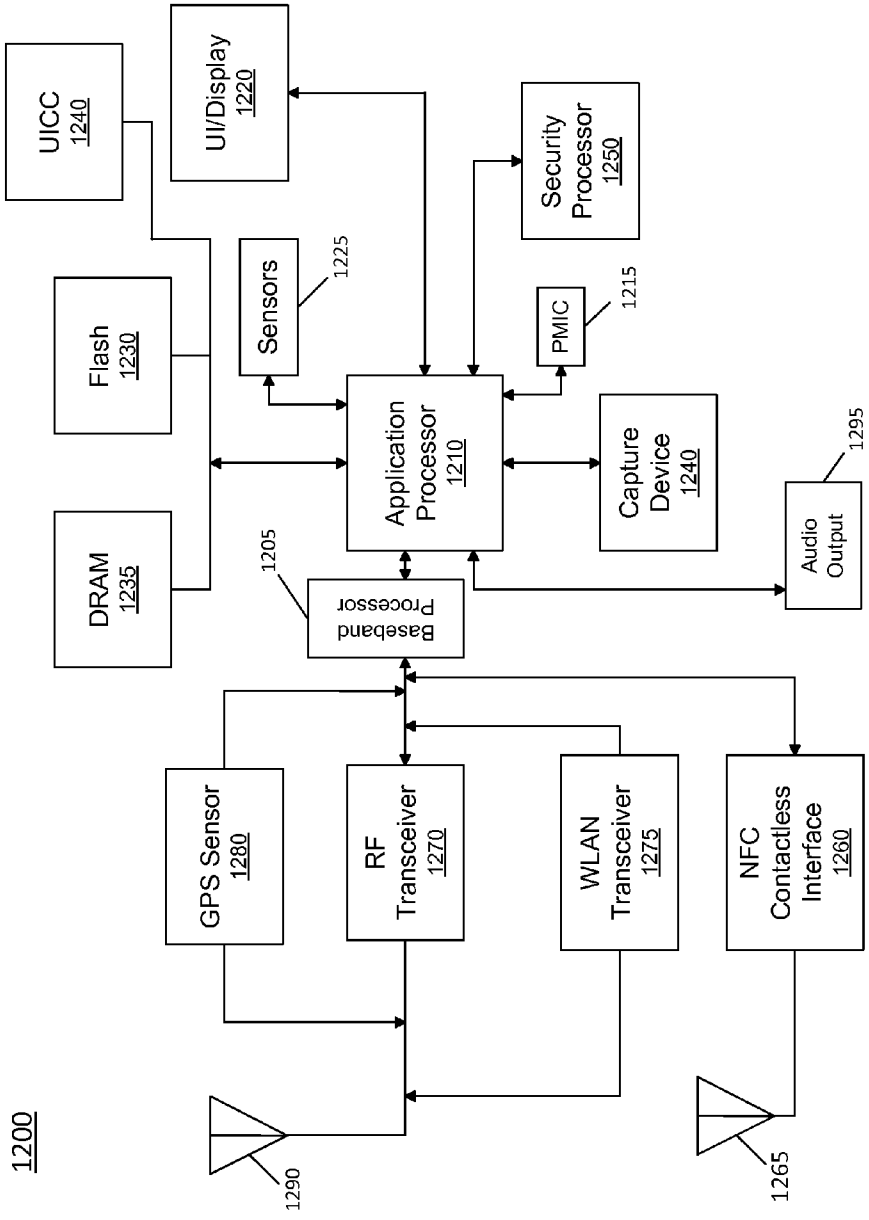 1200
UICC
1240
UI/Display
1220
Flash
1230
Sensors
1225
Security
Processor
1250
DRAM
1235
PMIC
1215
Application
Processor
1210
Capture
Device
1240
Audio
Output
1295
Baseband
Processor
1205
GPS Sensor
1280
RF
Transceiver
1270
WLAN
Transceiver
1275
NFC
Contactless
Interface
1260
1290
1265